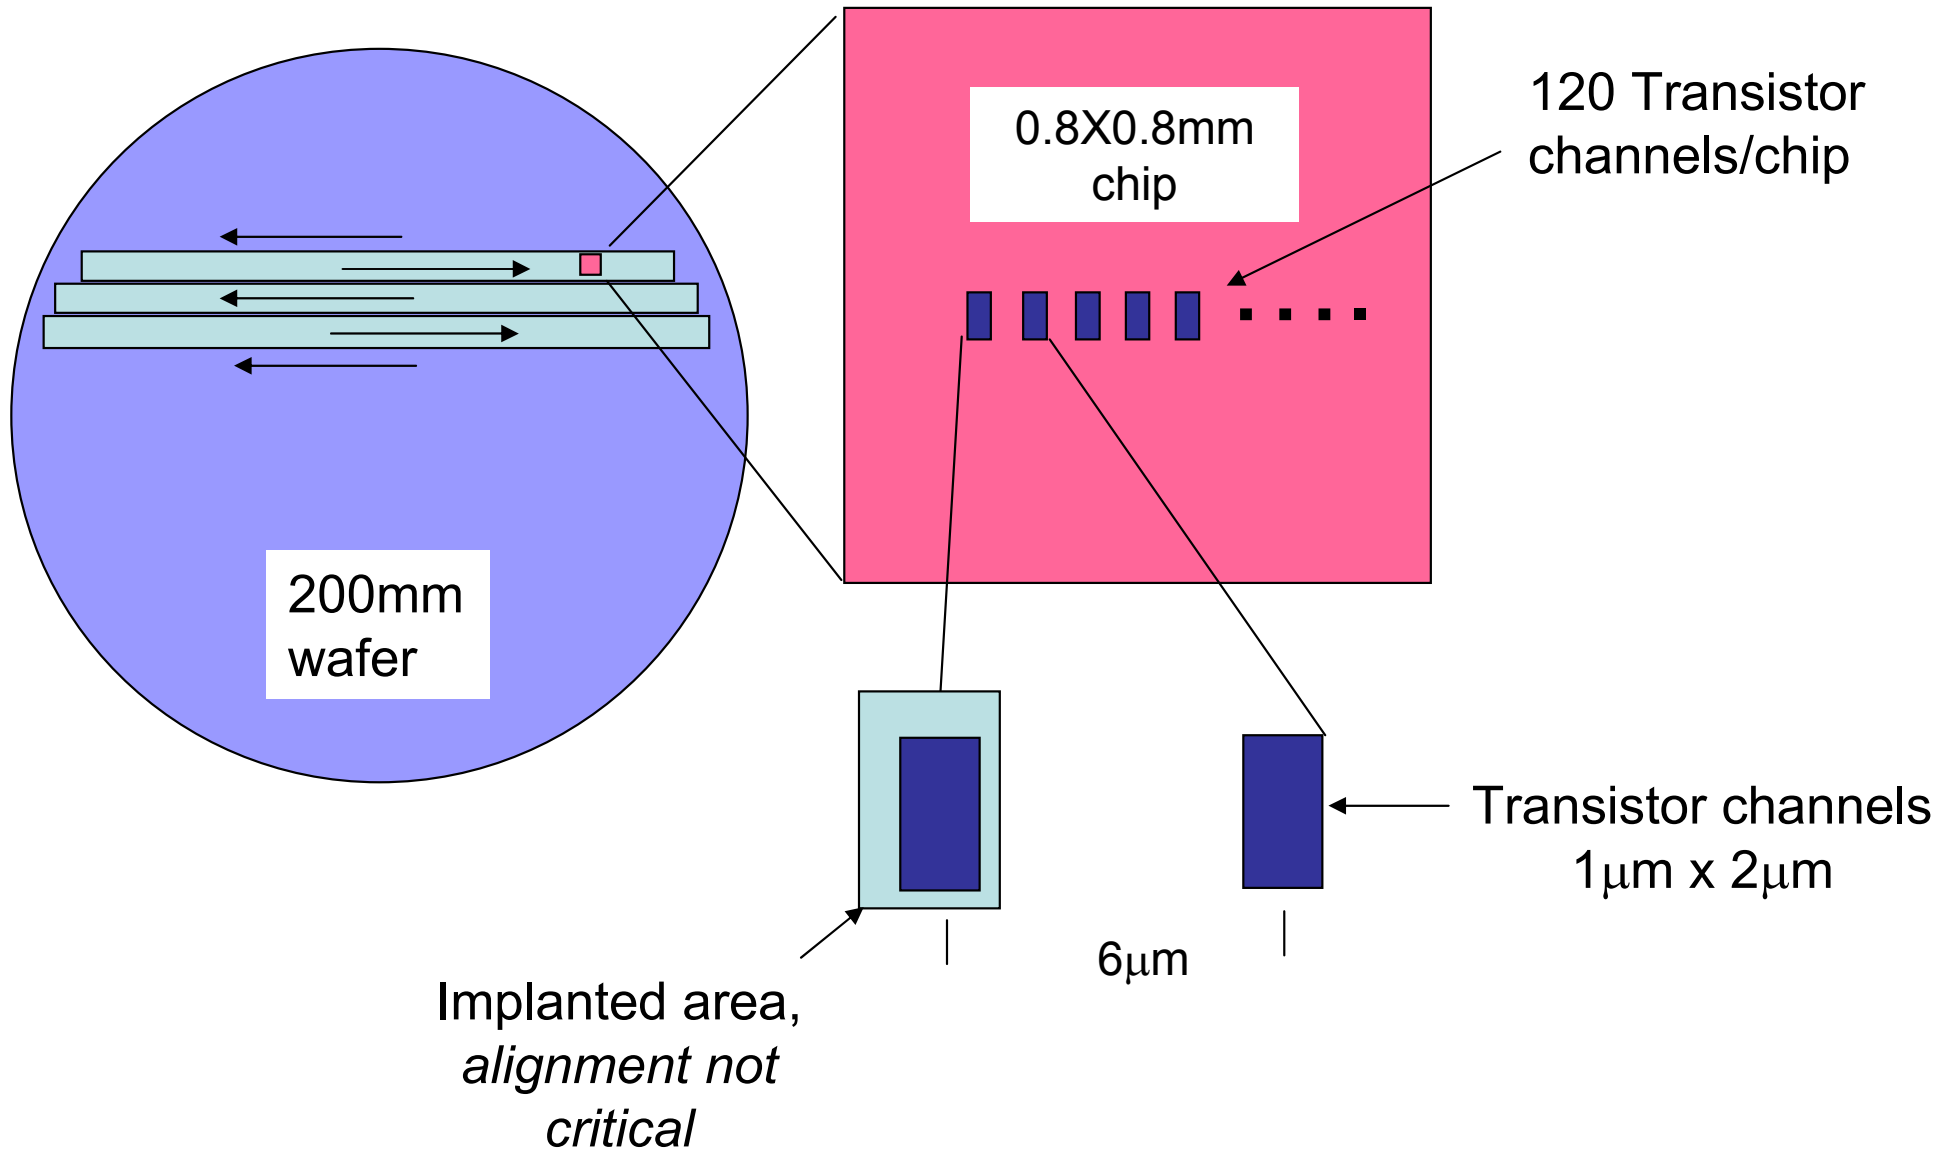 0.8X0.8mm
chip
120 Transistor
channels/chip
200mm
wafer
Transistor channels
1μm x 2μm
6μm
Implanted area,
alignment not
critical